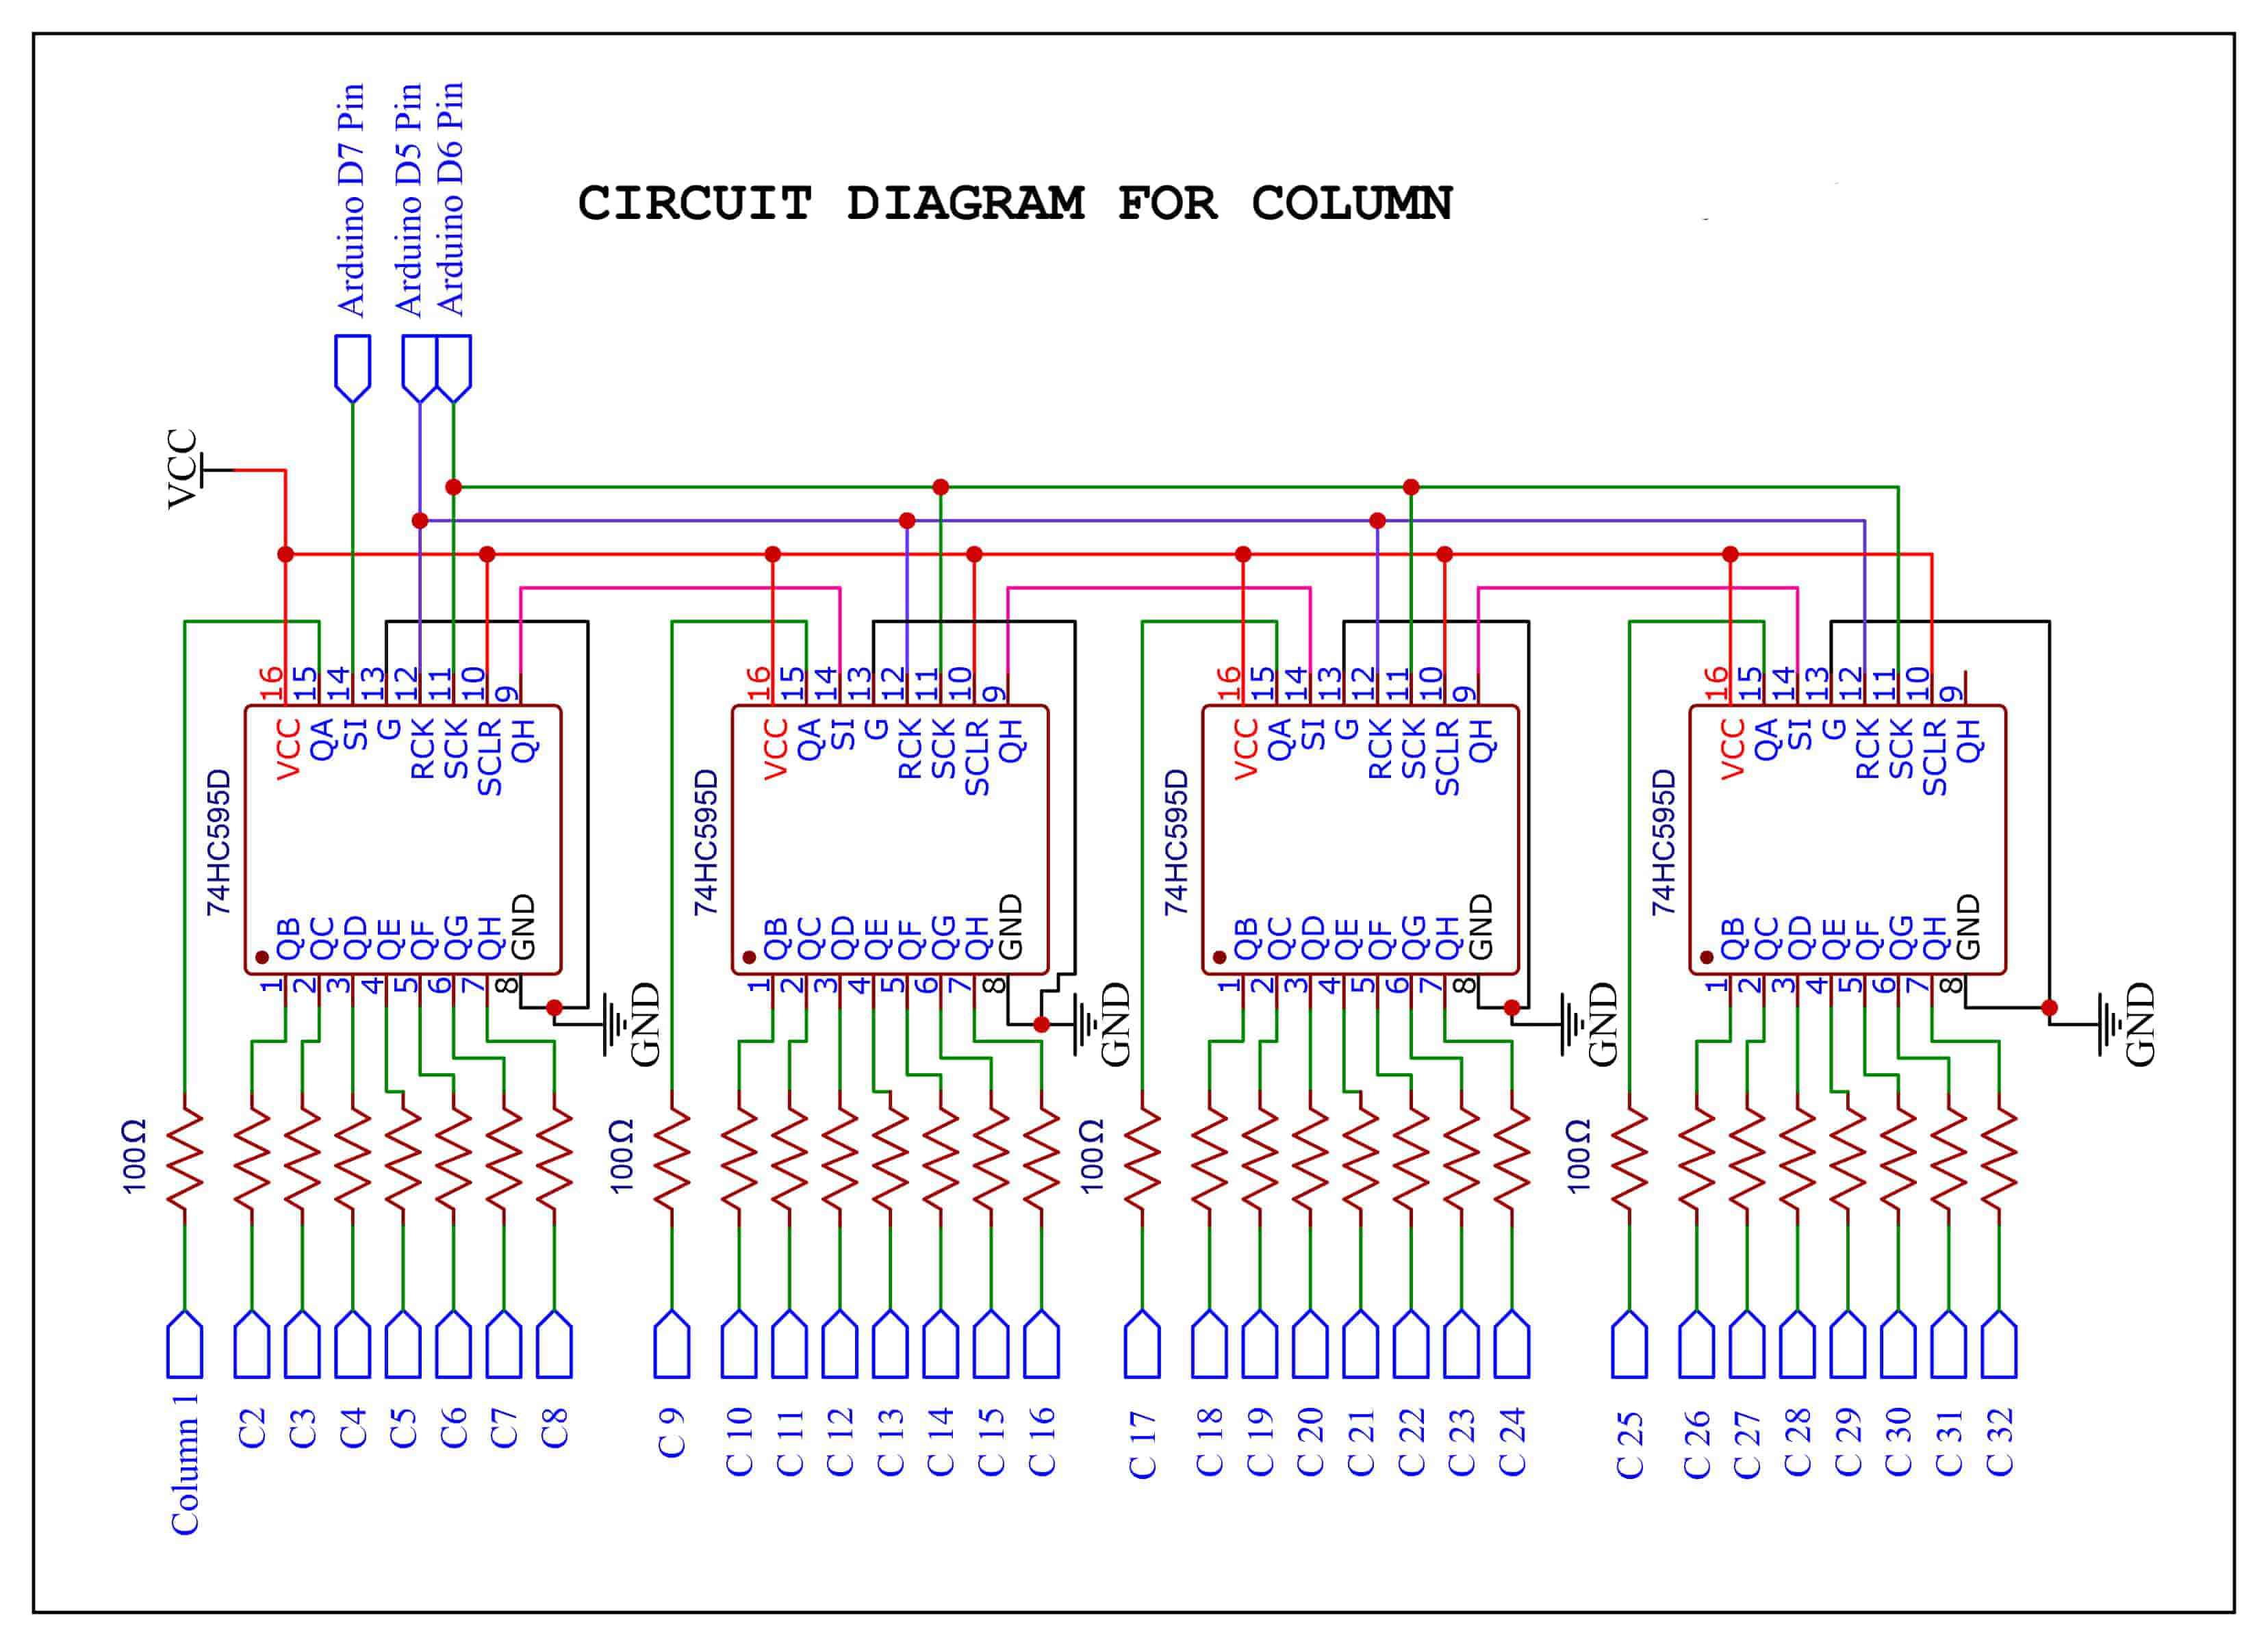 Arduino D7 Pin
Arduino D5 Pin
Arduino D6 Pin
CIRCUIT DIAGRAM FOR COLUMN
VCC
16 15 14 13 12 11 10 9
VCC QA SI G RCK SCK SCLR QH
74HC595D
QB QC QD QE QF QG QH GND
1 2 3 4 5 6 7 8
GND
16 15 14 13 12 11 10 9
VCC QA SI G RCK SCK SCLR QH
74HC595D
QB QC QD QE QF QG QH GND
1 2 3 4 5 6 7 8
GND
16 15 14 13 12 11 10 9
VCC QA SI G RCK SCK SCLR QH
74HC595D
QB QC QD QE QF QG QH GND
1 2 3 4 5 6 7 8
GND
16 15 14 13 12 11 10 9
VCC QA SI G RCK SCK SCLR QH
74HC595D
QB QC QD QE QF QG QH GND
1 2 3 4 5 6 7 8
GND
100Ω
100Ω
100Ω
100Ω
Column 1
C2
C3
C4
C5
C6
C7
C8
C 9
C 10
C 11
C 12
C 13
C 14
C 15
C 16
C 17
C 18
C 19
C 20
C 21
C 22
C 23
C 24
C 25
C 26
C 27
C 28
C 29
C 30
C 31
C 32